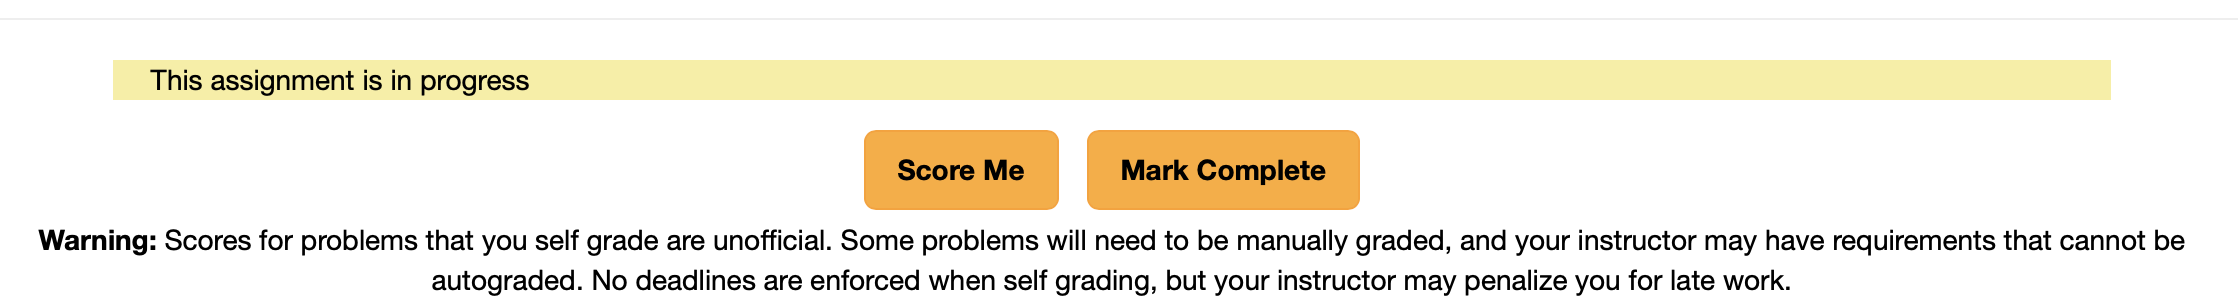 This assignment is in progress
Score Me
Mark Complete
Warning: Scores for problems that you self grade are unofficial. Some problems will need to be manually graded, and your instructor may have requirements that cannot be
autograded. No deadlines are enforced when self grading, but your instructor may penalize you for late work.